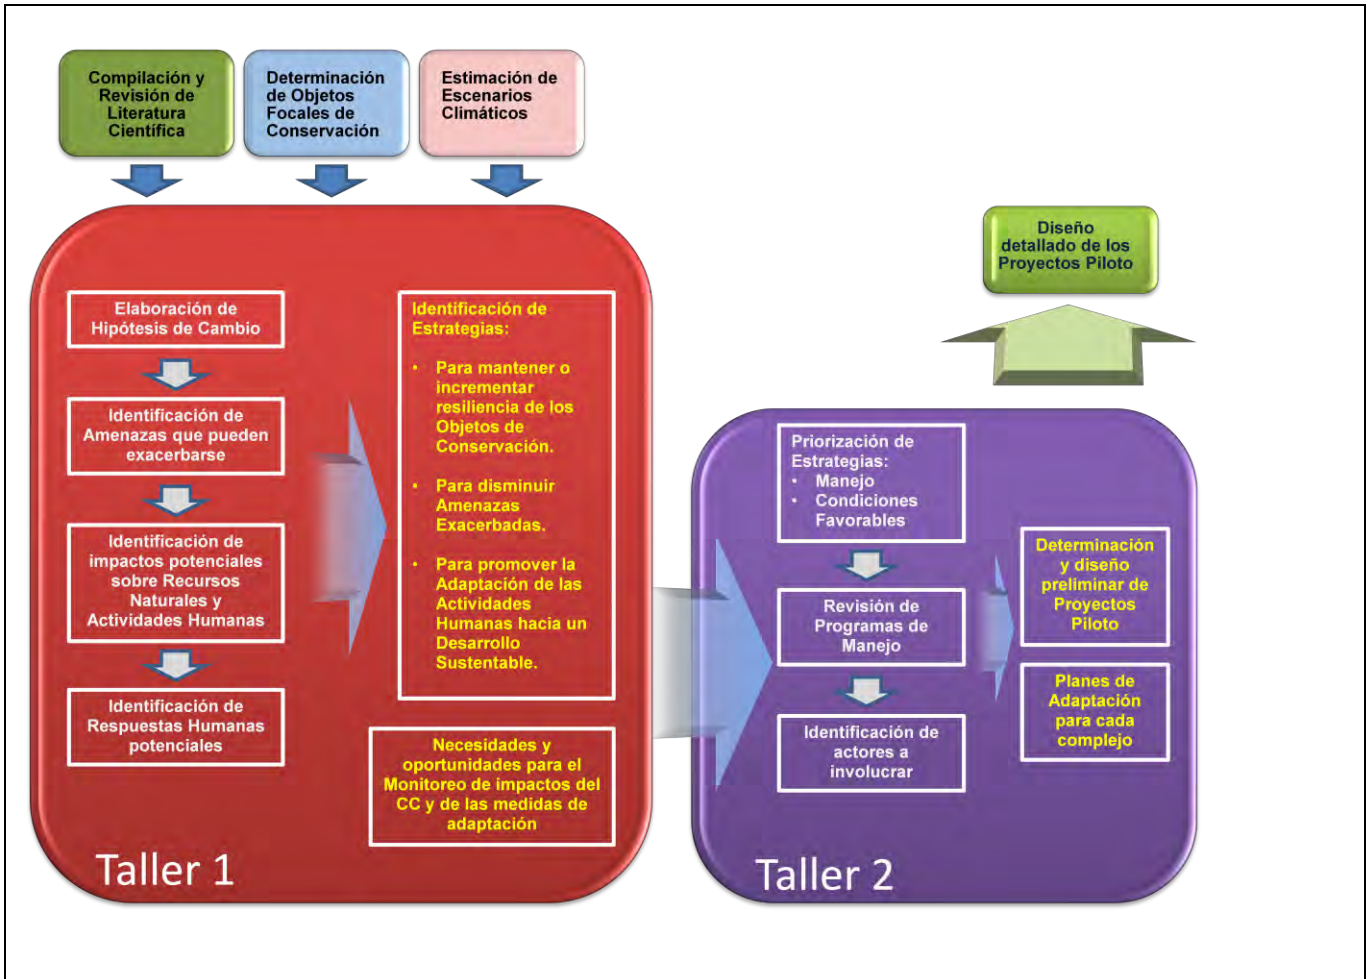 Compilación y
Revisión de
Literatura
Científica
Determinación
de Objetos
Focales de
Conservación
Estimación de
Escenarios
Climáticos
Elaboración de
Hipótesis de Cambio
Identificación de
Amenazas que pueden
exacerbarse
Identificación de
impactos potenciales
sobre Recursos
Naturales y
Actividades Humanas
Identificación de
Respuestas Humanas
potenciales
Identificación de
Estrategias:
• Para mantener o
incrementar
resiliencia de los
Objetos de
Conservación.
• Para disminuir
Amenazas
Exacerbadas.
• Para promover la
Adaptación de las
Actividades
Humanas hacia un
Desarrollo
Sustentable.
Necesidades y
oportunidades para el
Monitoreo de impactos del
CC y de las medidas de
adaptación
Taller 1
Diseño
detallado de los
Proyectos Piloto
Priorización de
Estrategias:
• Manejo
• Condiciones
Favorables
Revisión de
Programas de
Manejo
Identificación de
actores a
involucrar
Determinación
y diseño
preliminar de
Proyectos
Piloto
Planes de
Adaptación
para cada
complejo
Taller 2